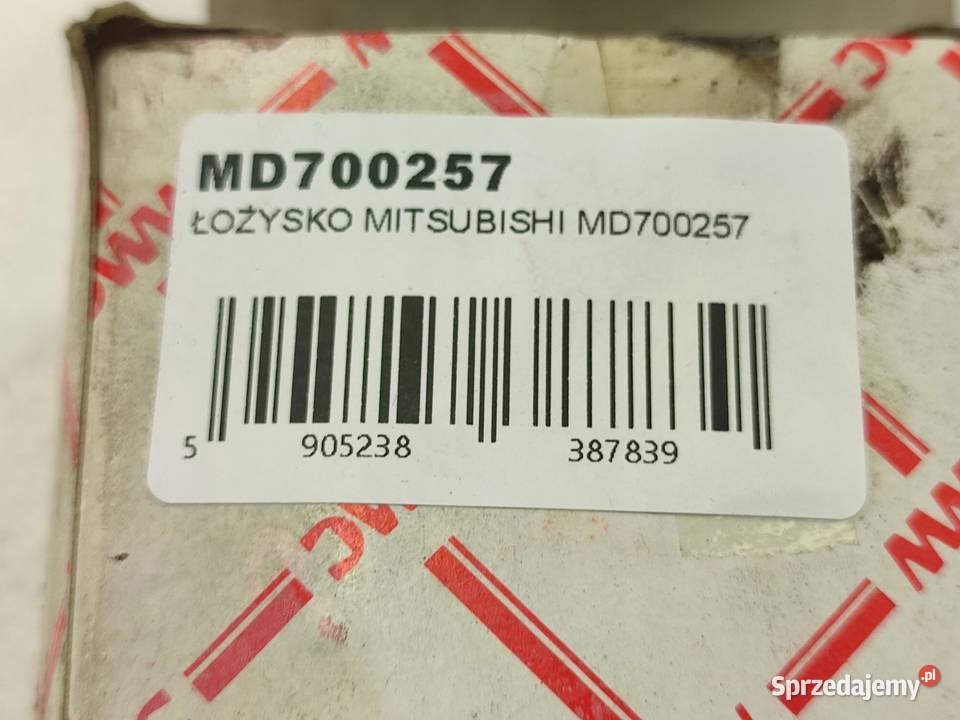 MD700257
ŁOŻYSKO MITSUBISHI MD700257
5 905238 387839
Sprzedajemy.pl